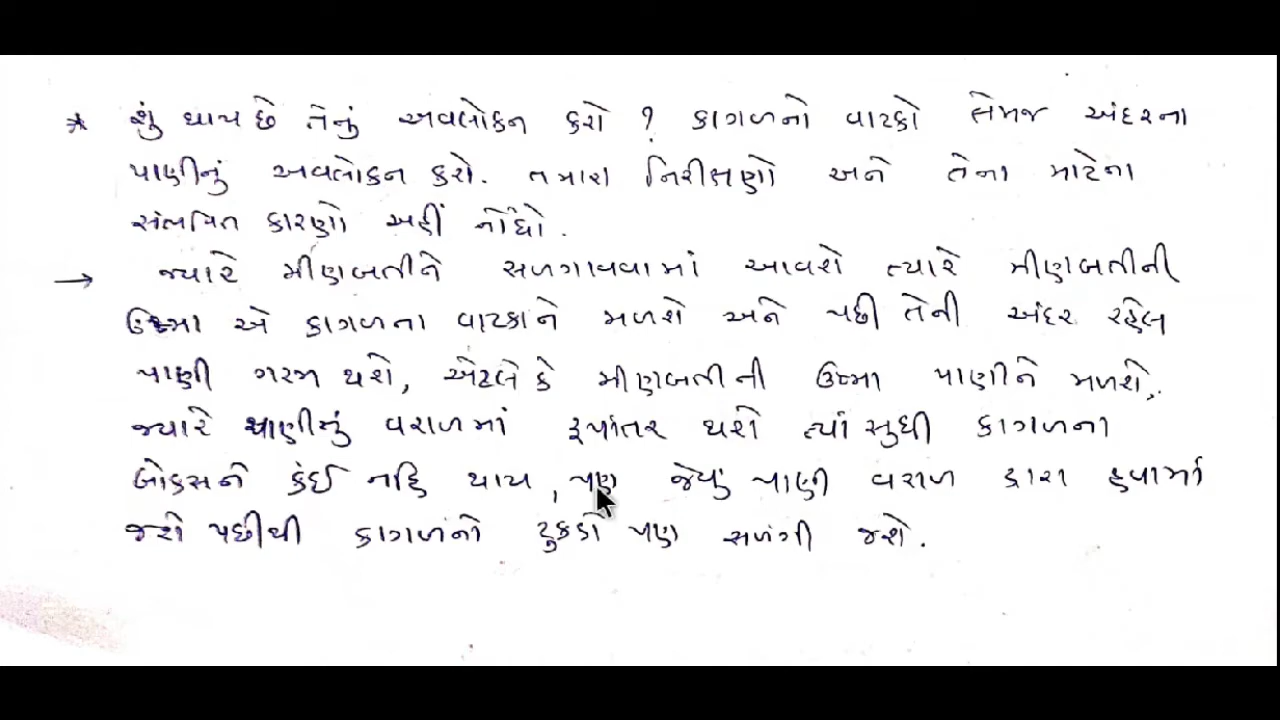 * શું થાય છે તેનું અવલોકન કરો ? કાગળનો વાટકો તેમજ અંદરના
પાણીનું અવલોકન કરો. તમારા નિરીક્ષણો અને તેના માટેના
સંભવિત કારણો અહીં નોંધો.
→ જ્યારે મીણબતીને સળગાવવામાં આવશે ત્યારે મીણબતીની
ઉષ્મા એ કાગળના વાટકાને મળશે અને પછી તેની અંદર રહેલ
પાણી ગરમ થશે, એટલે કે મીણબતીની ઉષ્મા પાણીને મળશે.
જ્યારે પાણીનું વરાળમાં રૂપાંતર થશે ત્યાં સુધી કાગળના
બોકસને કંઈ નહિ થાય, પણ જેવું પાણી વરાળ દ્વારા હવામાં
જશે પછીથી કાગળનો ટુકડો પણ સળગી જશે.